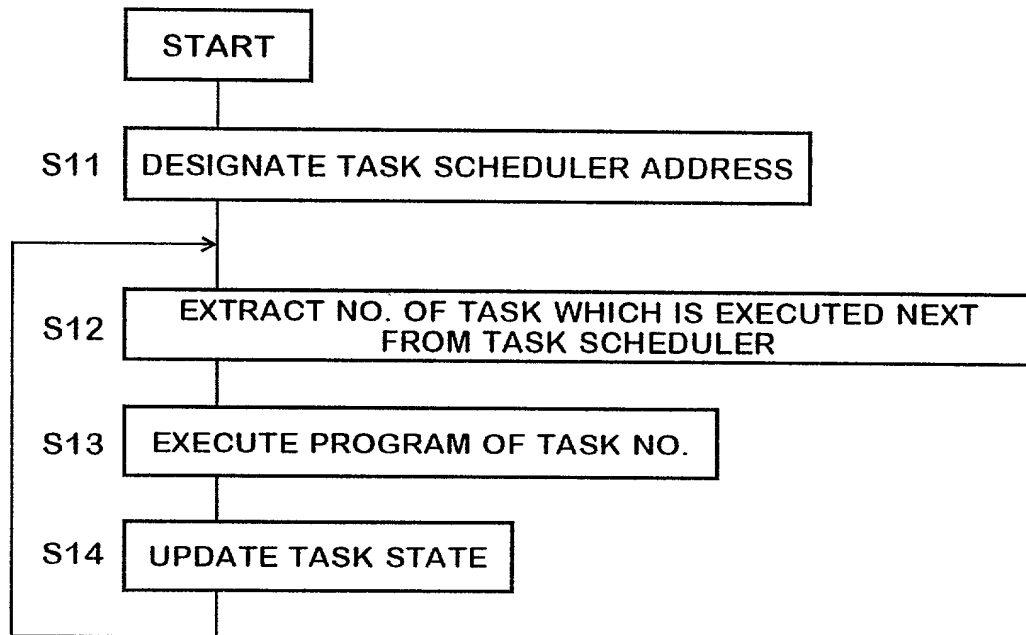 START
S11 DESIGNATE TASK SCHEDULER ADDRESS
S12 EXTRACT NO. OF TASK WHICH IS EXECUTED NEXT
FROM TASK SCHEDULER
S13 EXECUTE PROGRAM OF TASK NO.
S14 UPDATE TASK STATE